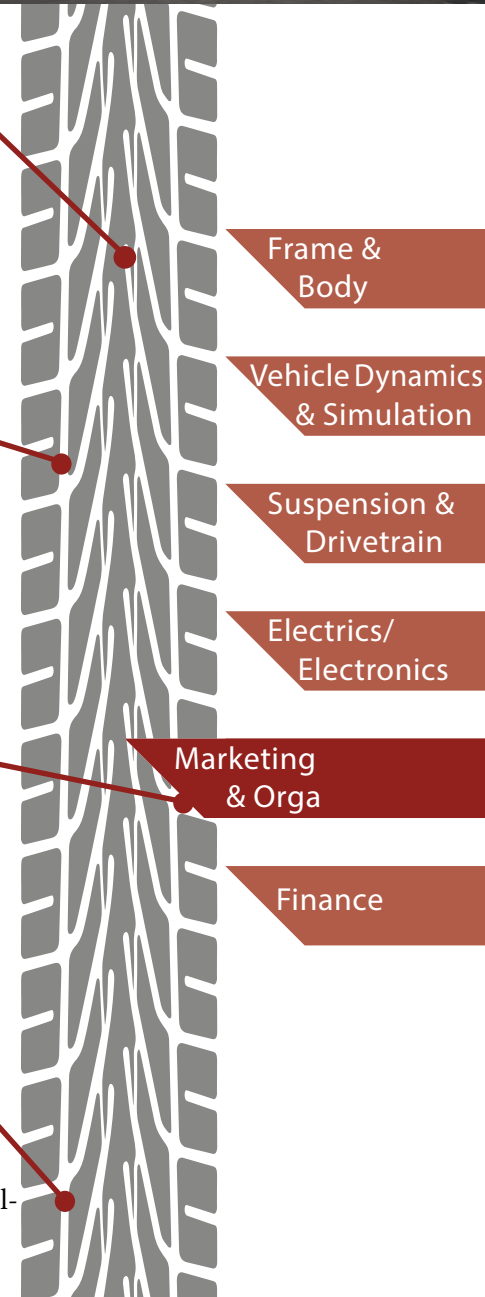 Frame &
Body
Vehicle Dynamics
& Simulation
Suspension &
Drivetrain
Electrics/
Electronics
Marketing
& Orga
Finance
l-